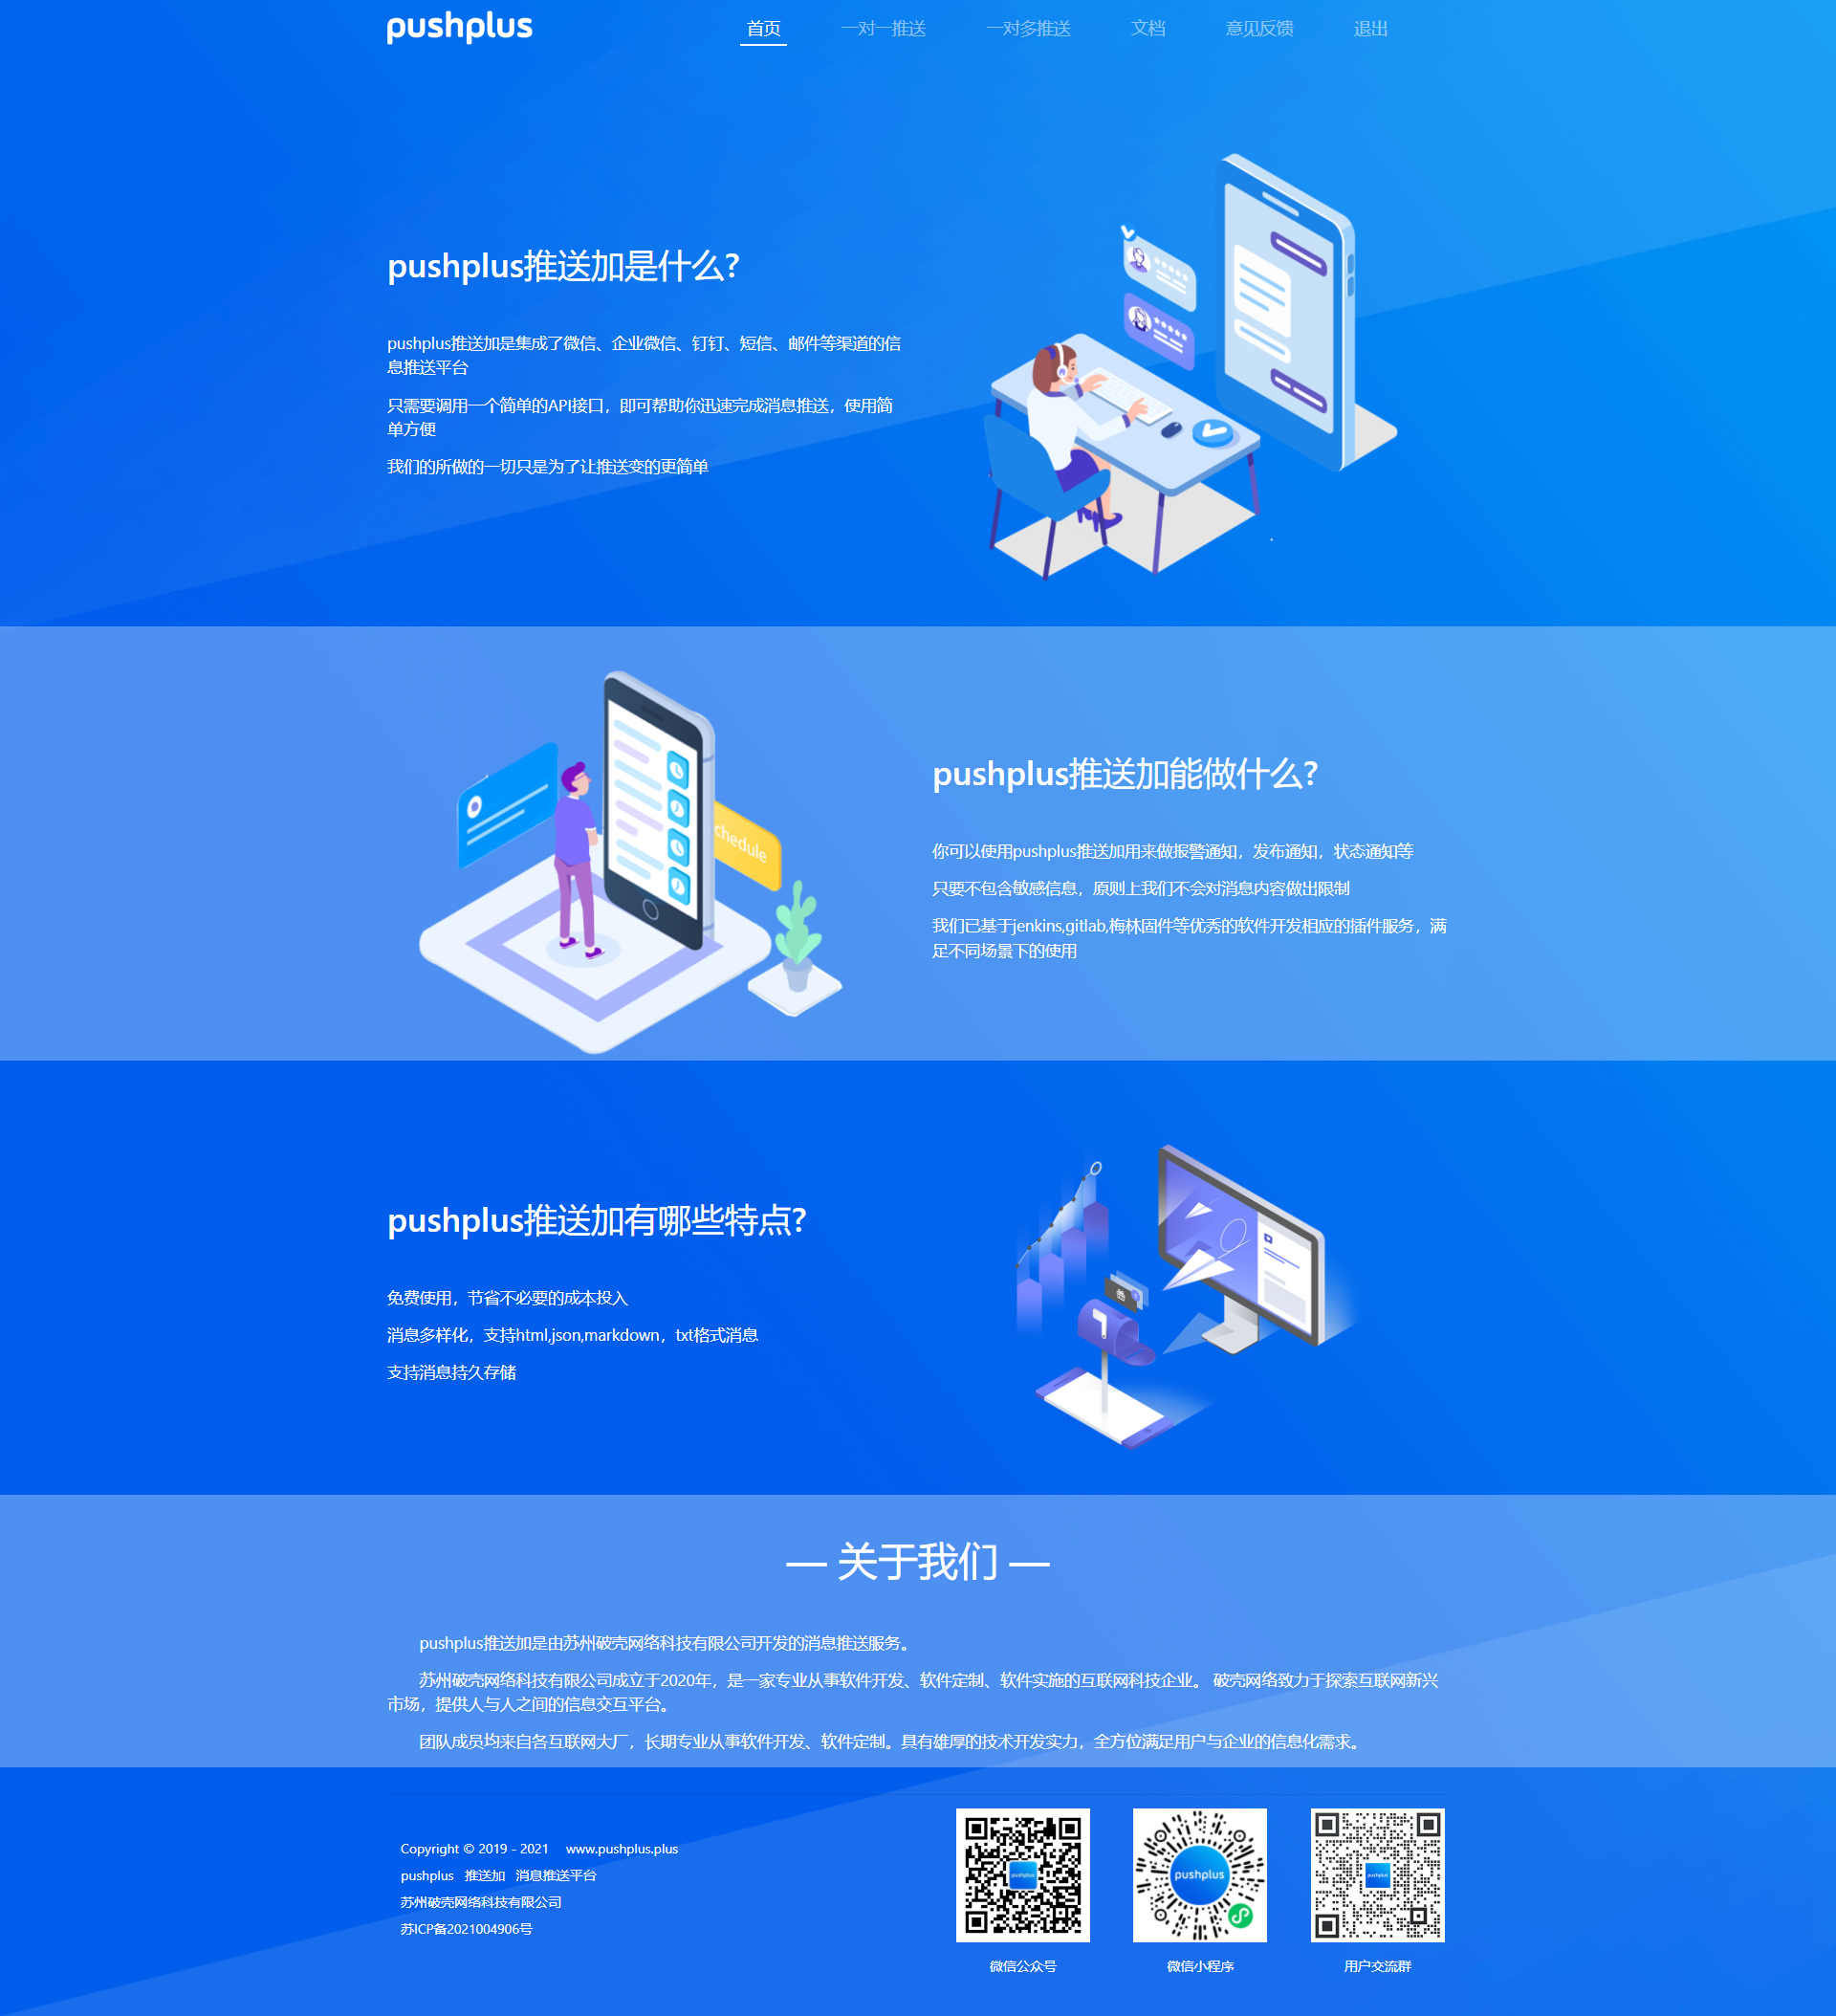 pushplus
首页 一对一推送 一对多推送 文档 意见反馈 退出
pushplus推送加是什么?
pushplus推送加是集成了微信、企业微信、钉钉、短信、邮件等渠道的信
息推送平台
只需要调用一个简单的API接口，即可帮助你迅速完成消息推送，使用简
单方便
我们的所做的一切只是为了让推送变的更简单
chedule
pushplus推送加能做什么?
你可以使用pushplus推送加用来做报警通知，发布通知，状态通知等
只要不包含敏感信息，原则上我们不会对消息内容做出限制
我们已基于jenkins,gitlab,梅林固件等优秀的软件开发相应的插件服务，满
足不同场景下的使用
pushplus推送加有哪些特点?
免费使用，节省不必要的成本投入
消息多样化，支持html,json,markdown，txt格式消息
支持消息持久存储
— 关于我们 —
pushplus推送加是由苏州破壳网络科技有限公司开发的消息推送服务。
苏州破壳网络科技有限公司成立于2020年，是一家专业从事软件开发、软件定制、软件实施的互联网科技企业。 破壳网络致力于探索互联网新兴
市场，提供人与人之间的信息交互平台。
团队成员均来自各互联网大厂，长期专业从事软件开发、软件定制。具有雄厚的技术开发实力，全方位满足用户与企业的信息化需求。
Copyright © 2019 - 2021 www.pushplus.plus
pushplus 推送加 消息推送平台
苏州破壳网络科技有限公司
苏ICP备2021004906号
pushplus
pushplus
pushplus
微信公众号 微信小程序 用户交流群